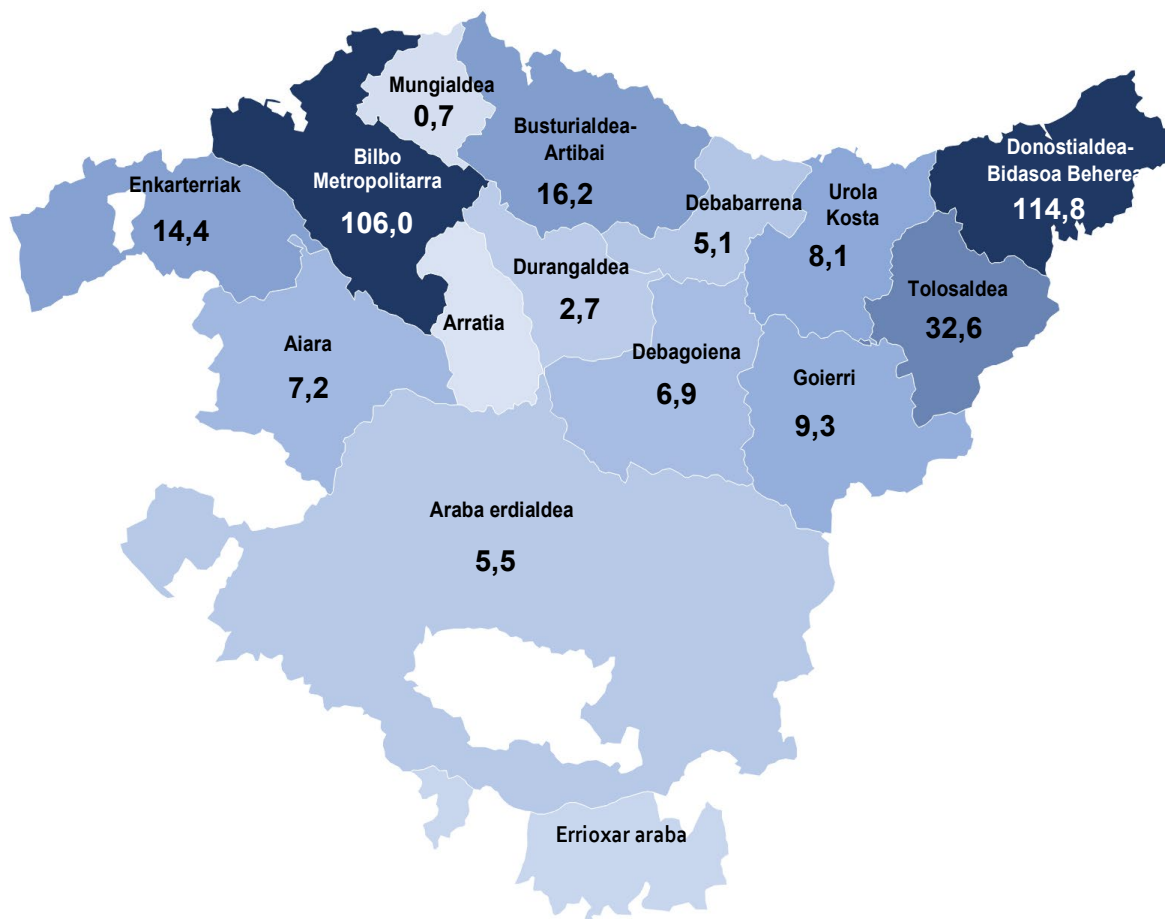 Mungialdea
0,7
Busturialdea-
Artibai
16,2
Donostialdea-
Bidasoa Beherea
114,8
Bilbo
Metropolitarra
106,0
Enkarterriak
14,4
Debabarrena
5,1
Urola
Kosta
8,1
Durangaldea
2,7
Tolosaldea
32,6
Arratia
Aiara
7,2
Debagoiena
6,9
Goierri
9,3
Araba erdialdea
5,5
Errioxar araba